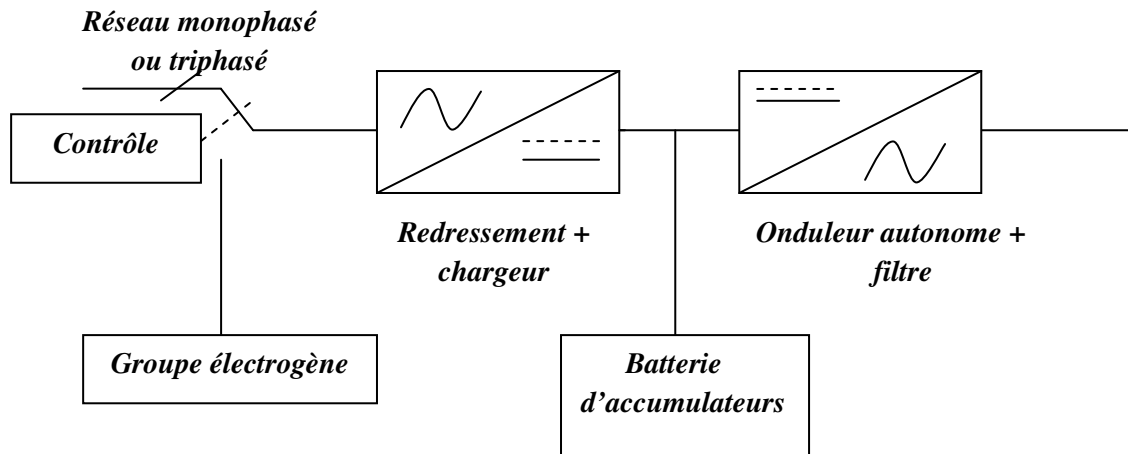 Réseau monophasé
ou triphasé
Contrôle
Redressement +
chargeur
Onduleur autonome +
filtre
Groupe électrogène
Batterie
d’accumulateurs